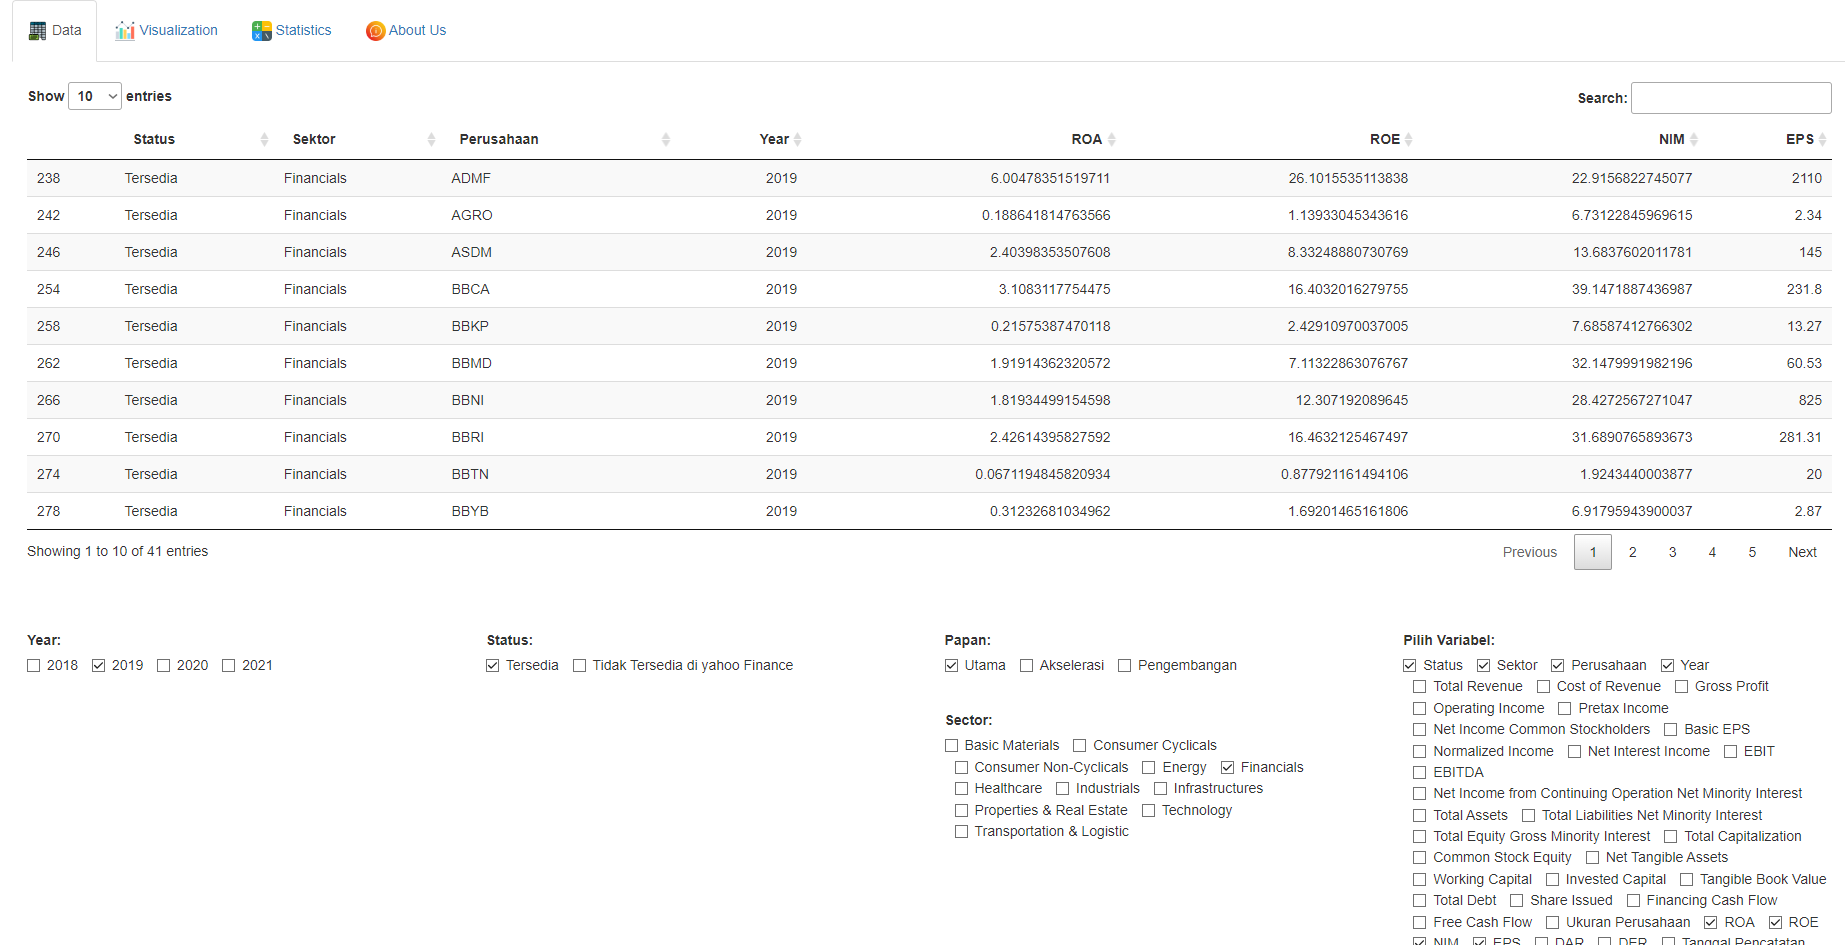 Data Visualization Statistics About Us
Show 10 entries Search:
Status Sektor Perusahaan Year ROA ROE NIM EPS
238 Tersedia Financials ADMF 2019 6.00478351519711 26.1015535113838 22.9156822745077 2110
242 Tersedia Financials AGRO 2019 0.188641814763566 1.13933045343616 6.73122845969615 2.34
246 Tersedia Financials ASDM 2019 2.40398353507608 8.33248880730769 13.6837602011781 145
254 Tersedia Financials BBCA 2019 3.1083117754475 16.4032016279755 39.1471887436987 231.8
258 Tersedia Financials BBKP 2019 0.21575387470118 2.42910970037005 7.68587412766302 13.27
262 Tersedia Financials BBMD 2019 1.91914362320572 7.11322863076767 32.1479991982196 60.53
266 Tersedia Financials BBNI 2019 1.81934499154598 12.307192089645 28.4272567271047 825
270 Tersedia Financials BBRI 2019 2.42614395827592 16.4632125467497 31.6890765893673 281.31
274 Tersedia Financials BBTN 2019 0.0671194845820934 0.877921161494106 1.9243440003877 20
278 Tersedia Financials BBYB 2019 0.31232681034962 1.69201465161806 6.91795943900037 2.87
Showing 1 to 10 of 41 entries Previous 1 2 3 4 5 Next
Year:
2018 2019 2020 2021
Status:
Tersedia Tidak Tersedia di yahoo Finance
Papan:
Utama Akselerasi Pengembangan
Sector:
Basic Materials Consumer Cyclicals
Consumer Non-Cyclicals Energy Financials
Healthcare Industrials Infrastructures
Properties & Real Estate Technology
Transportation & Logistic
Pilih Variabel:
Status Sektor Perusahaan Year
Total Revenue Cost of Revenue Gross Profit
Operating Income Pretax Income
Net Income Common Stockholders Basic EPS
Normalized Income Net Interest Income EBIT
EBITDA
Net Income from Continuing Operation Net Minority Interest
Total Assets Total Liabilities Net Minority Interest
Total Equity Gross Minority Interest Total Capitalization
Common Stock Equity Net Tangible Assets
Working Capital Invested Capital Tangible Book Value
Total Debt Share Issued Financing Cash Flow
Free Cash Flow Ukuran Perusahaan ROA ROE
NIM EPS DAR DER Tanggal Pencatatan